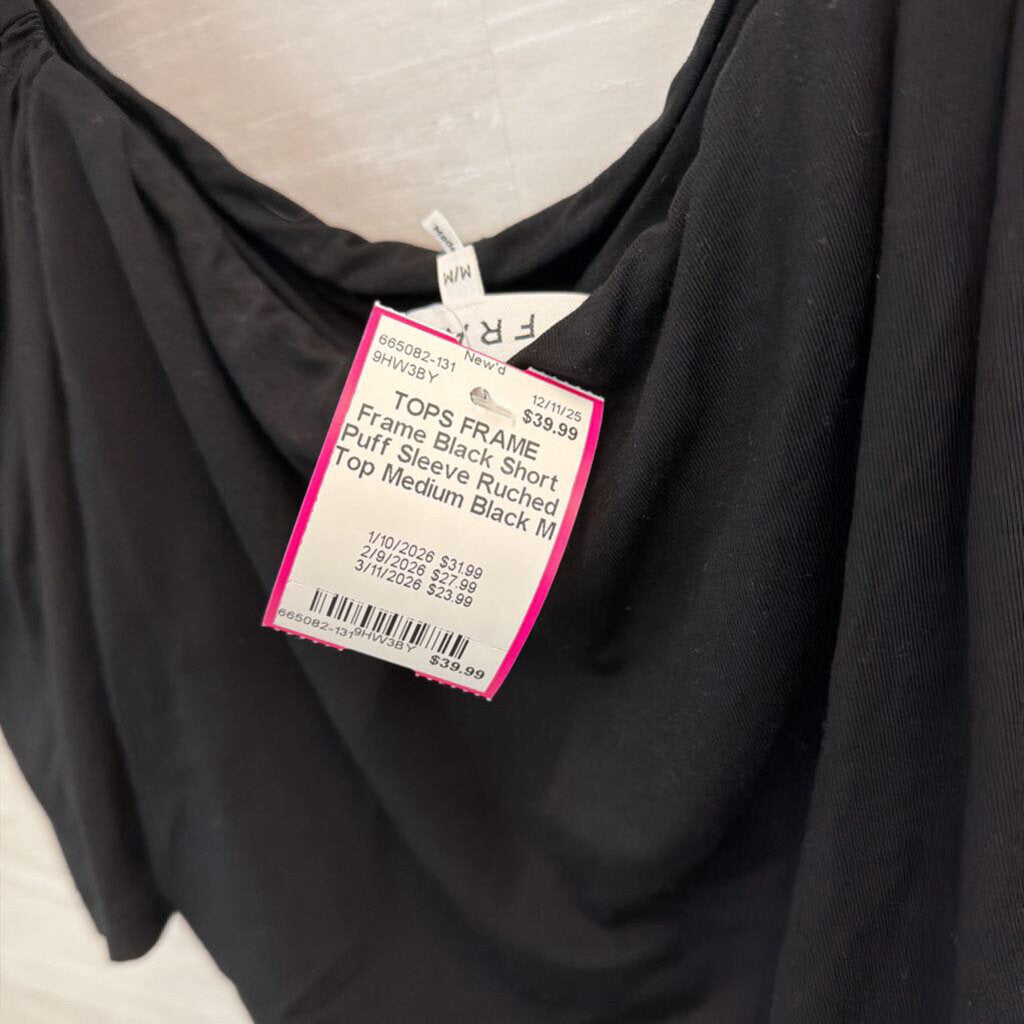 Made
M/M
FRA
665082-131
New'd
9HW3BY
12/11/25
$39.99
TOPS FRAME
Frame Black Short
Puff Sleeve Ruched
Top Medium Black M
1/10/2026 $31.99
2/9/2026 $27.99
3/11/2026 $23.99
665082-131
9HW3BY
$39.99